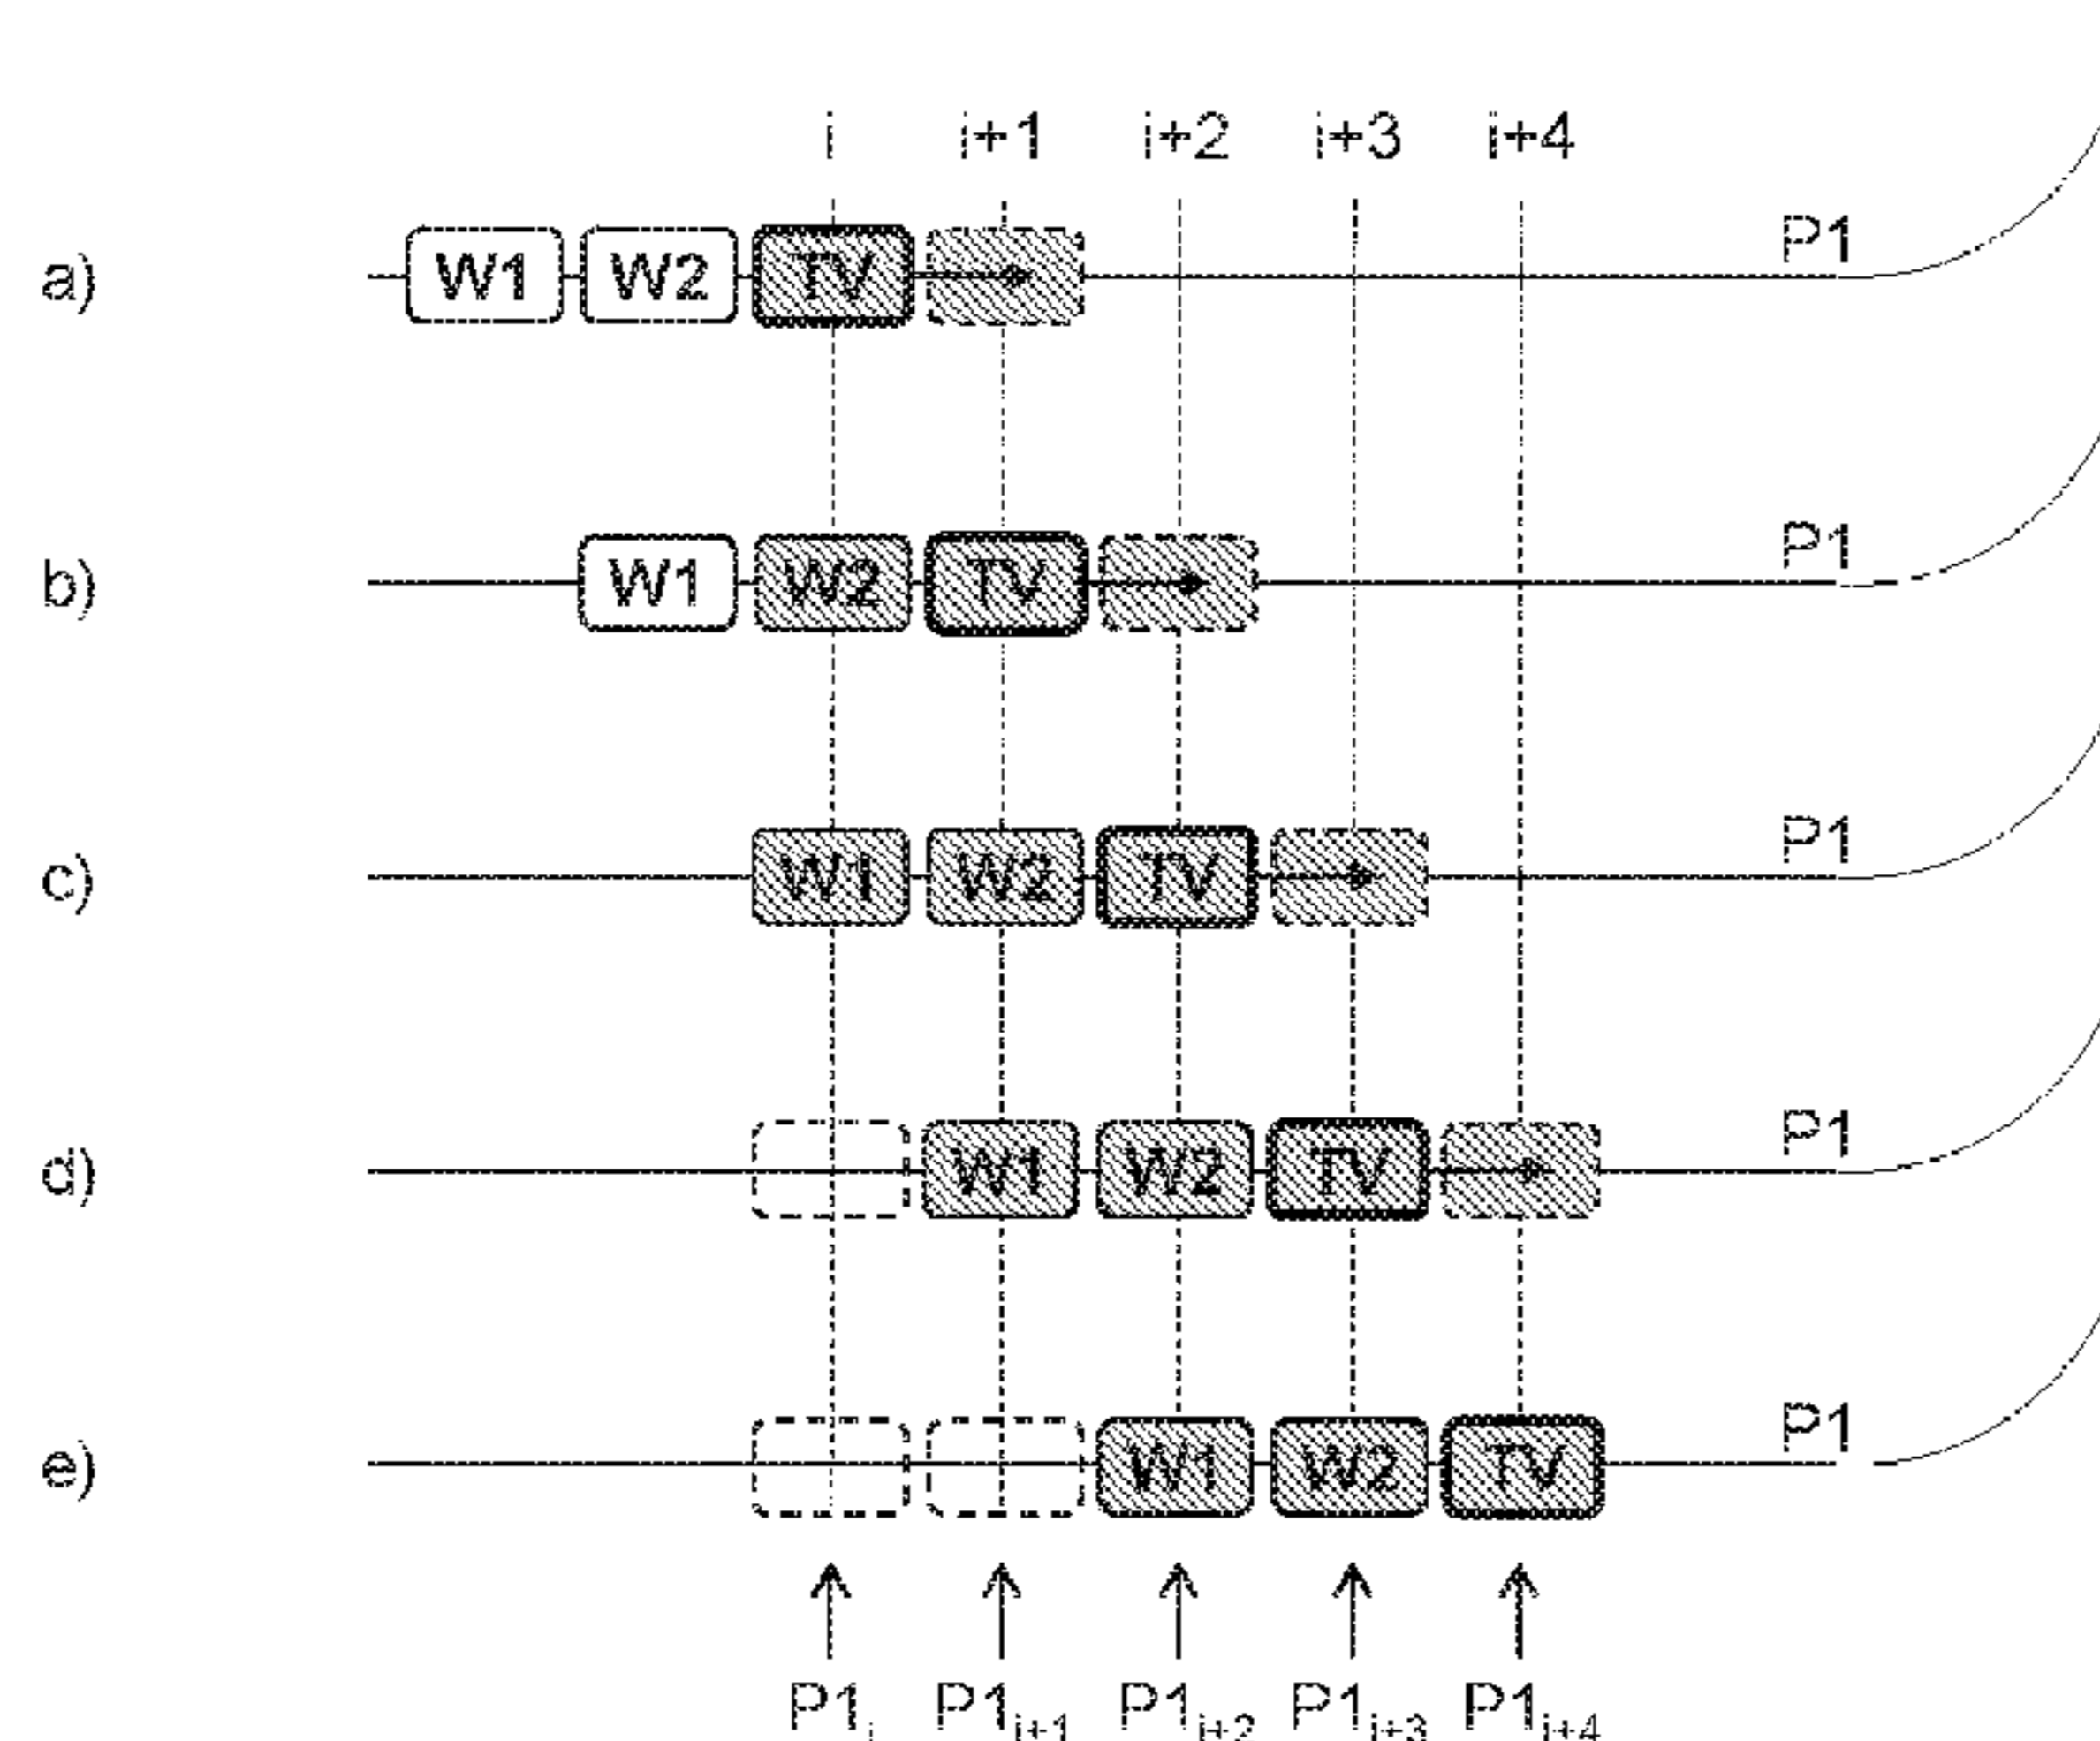 i i+1 i+2 i+3 i+4
a) W1 W2 TV P1
b) W1 W2 TV P1
c) W1 W2 TV P1
d) W1 W2 TV P1
e) W1 W2 TV P1
P1i P1i+1 P1i+2 P1i+3 P1i+4